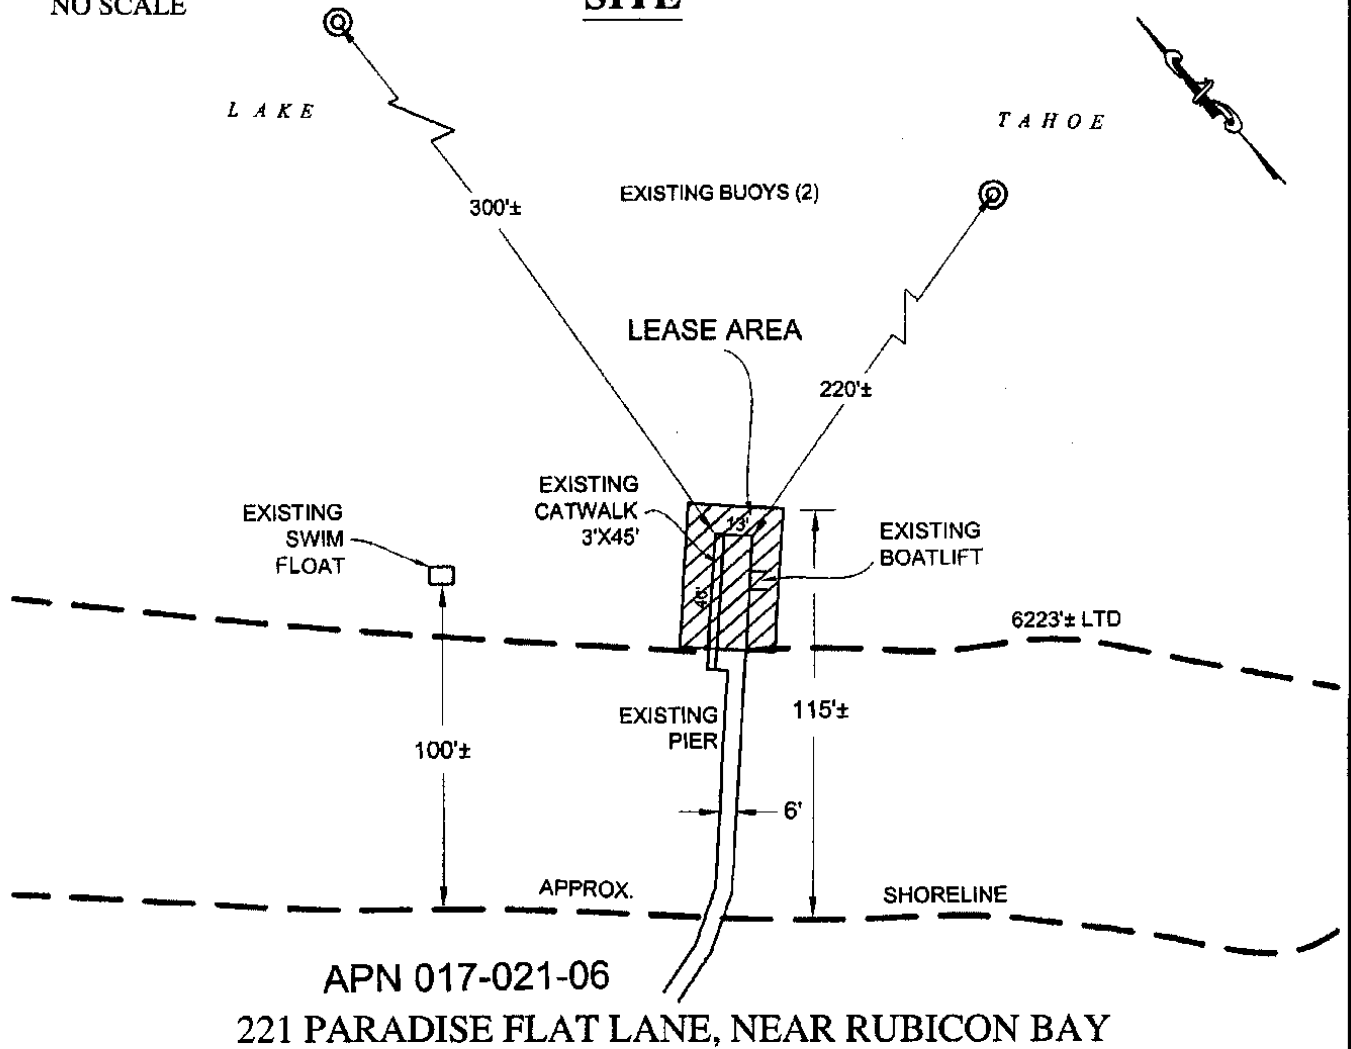 NO SCALE
SITE
LAKE
TAHOE
EXISTING BUOYS (2)
300'±
LEASE AREA
220'±
EXISTING
CATWALK
3'X45'
13'
EXISTING
SWIM
FLOAT
EXISTING
BOATLIFT
6223'± LTD
EXISTING
PIER
115'±
100'±
6'
APPROX.
SHORELINE
APN 017-021-06
221 PARADISE FLAT LANE, NEAR RUBICON BAY